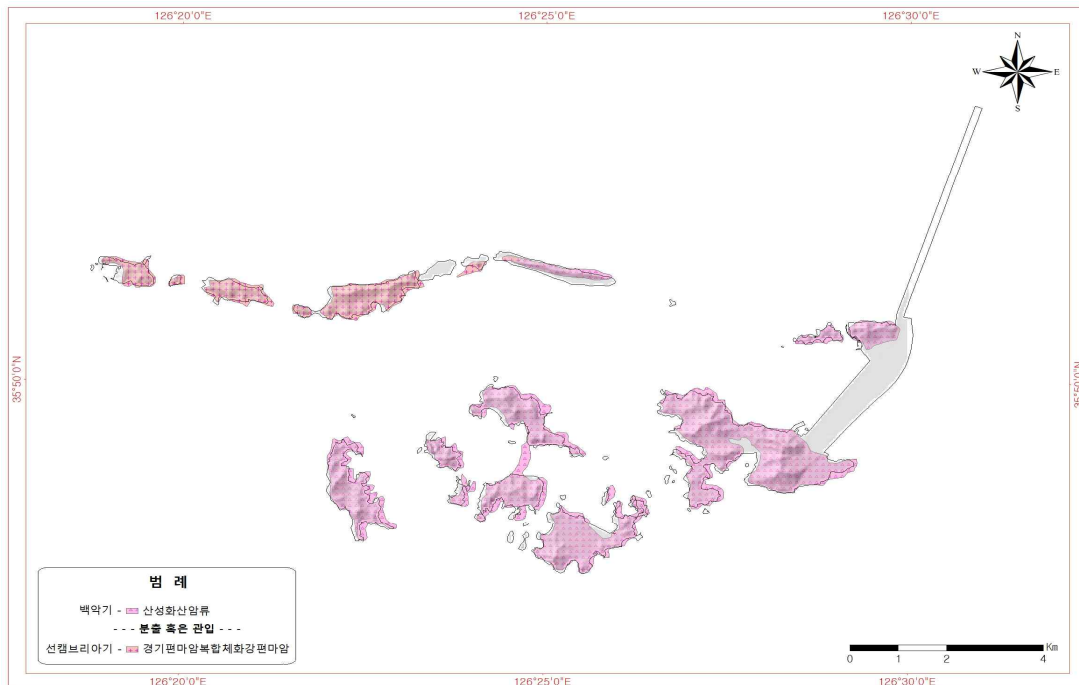 126°20'0"E 126°25'0"E 126°30'0"E
N
W E
S
35°50'0"N 35°50'0"N
범 례
백악기 - 산성화산암류
- - - 분출 혹은 관입 - - -
선캠브리아기 - 경기편마암복합체화강편마암
Km
0 1 2 4
126°20'0"E 126°25'0"E 126°30'0"E